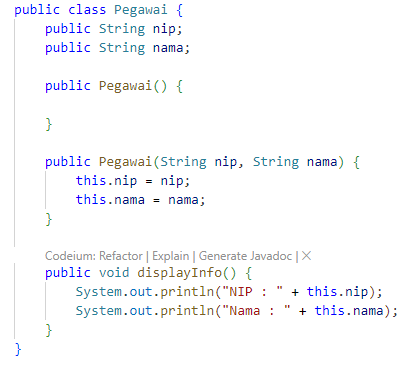 public class Pegawai {
public String nip;
public String nama;
public Pegawai() {
}
public Pegawai(String nip, String nama) {
this.nip = nip;
this.nama = nama;
}
Codeium: Refactor | Explain | Generate Javadoc | ×
public void displayInfo() {
System.out.println("NIP : " + this.nip);
System.out.println("Nama : " + this.nama);
}
}